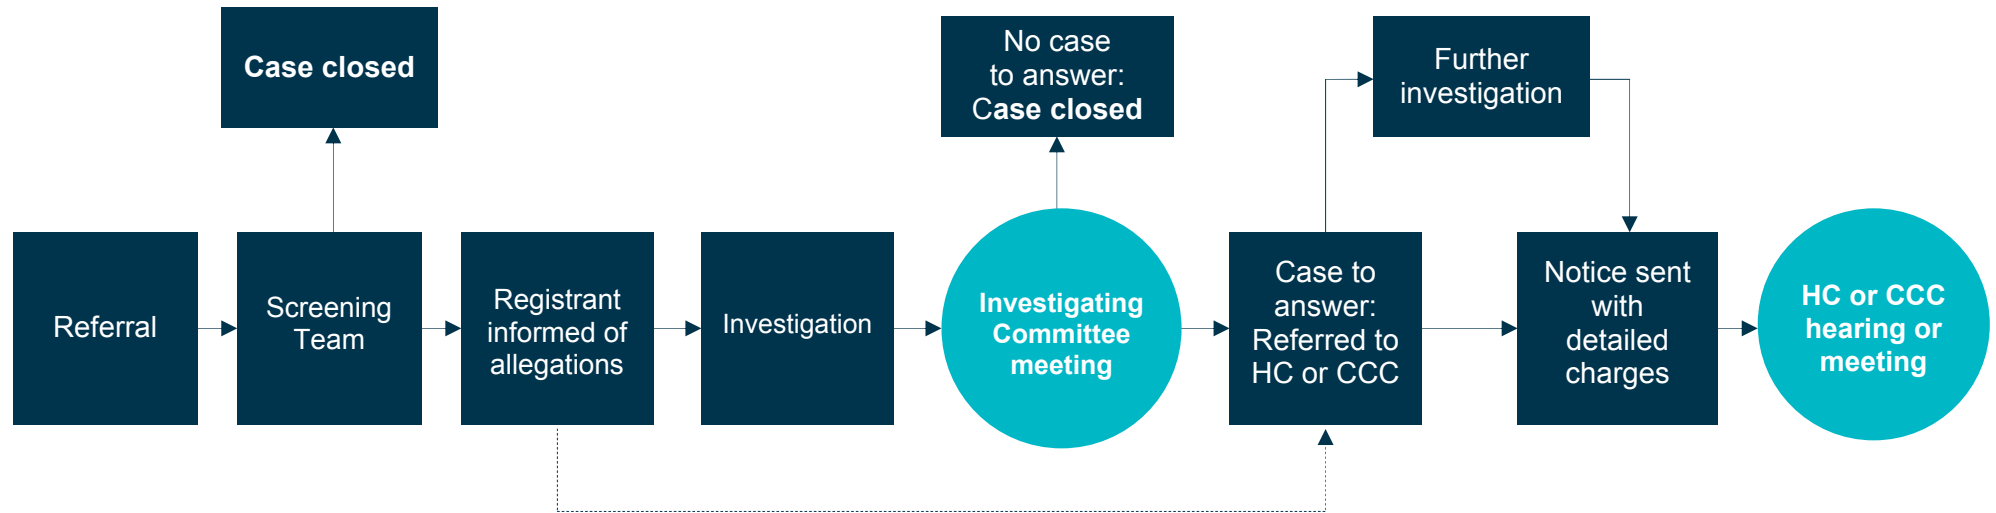 Case closed
No case
to answer:
Case closed
Further
investigation
Referral
Screening
Team
Registrant
informed of
allegations
Investigation
Investigating
Committee
meeting
Case to
answer:
Referred to
HC or CCC
Notice sent
with
detailed
charges
HC or CCC
hearing or
meeting